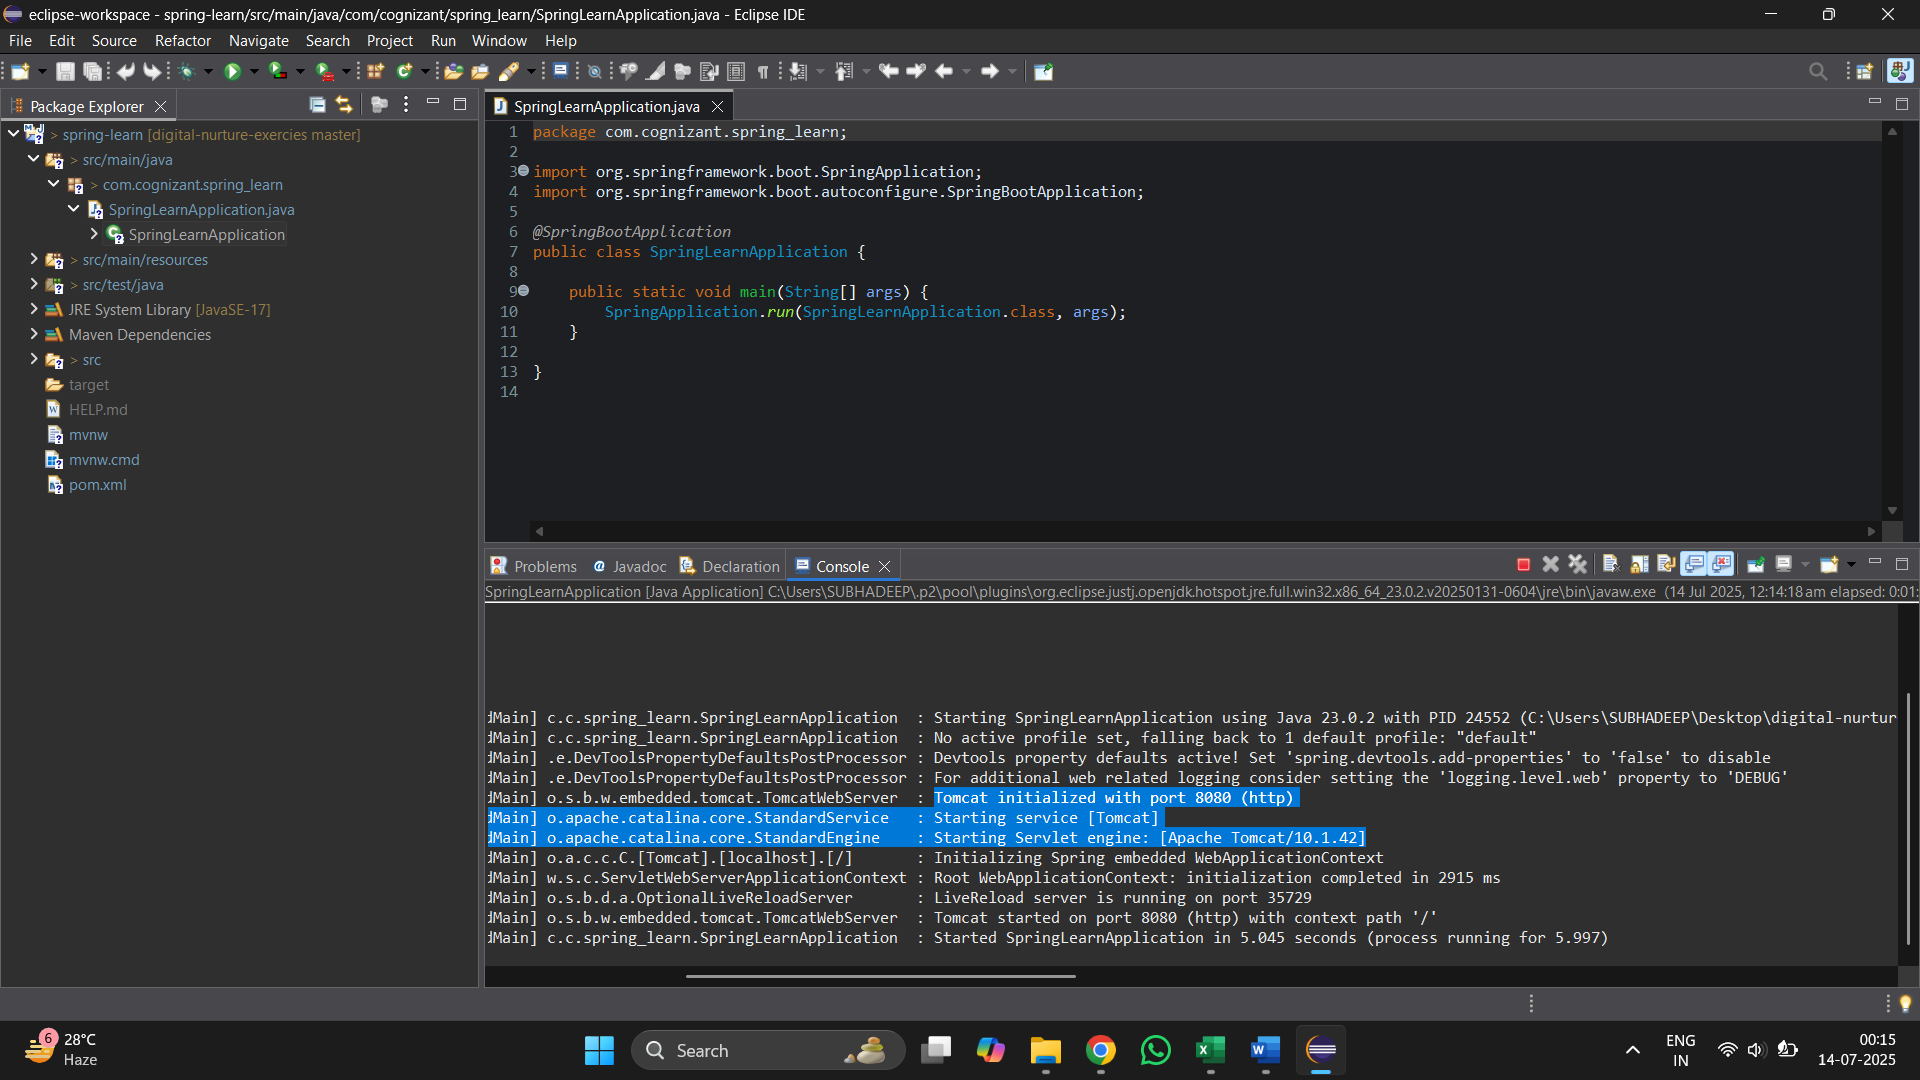 eclipse-workspace - spring-learn/src/main/java/com/cognizant/spring_learn/SpringLearnApplication.java - Eclipse IDE
File Edit Source Refactor Navigate Search Project Run Window Help
Package Explorer
> spring-learn [digital-nurture-exercies master]
> src/main/java
> com.cognizant.spring_learn
SpringLearnApplication.java
SpringLearnApplication
> src/main/resources
> src/test/java
JRE System Library [JavaSE-17]
Maven Dependencies
> src
target
HELP.md
mvnw
mvnw.cmd
pom.xml
SpringLearnApplication.java
1 package com.cognizant.spring_learn;
2
3 import org.springframework.boot.SpringApplication;
4 import org.springframework.boot.autoconfigure.SpringBootApplication;
5
6 @SpringBootApplication
7 public class SpringLearnApplication {
8
9 public static void main(String[] args) {
10 SpringApplication.run(SpringLearnApplication.class, args);
11 }
12
13 }
14
Problems Javadoc Declaration Console
SpringLearnApplication [Java Application] C:\Users\SUBHADEEP\.p2\pool\plugins\org.eclipse.justj.openjdk.hotspot.jre.full.win32.x86_64_23.0.2.v20250131-0604\jre\bin\javaw.exe (14 Jul 2025, 12:14:18 am elapsed: 0:01:
dMain] c.c.spring_learn.SpringLearnApplication : Starting SpringLearnApplication using Java 23.0.2 with PID 24552 (C:\Users\SUBHADEEP\Desktop\digital-nurtur
dMain] c.c.spring_learn.SpringLearnApplication : No active profile set, falling back to 1 default profile: "default"
dMain] .e.DevToolsPropertyDefaultsPostProcessor : Devtools property defaults active! Set 'spring.devtools.add-properties' to 'false' to disable
dMain] .e.DevToolsPropertyDefaultsPostProcessor : For additional web related logging consider setting the 'logging.level.web' property to 'DEBUG'
dMain] o.s.b.w.embedded.tomcat.TomcatWebServer : Tomcat initialized with port 8080 (http)
dMain] o.apache.catalina.core.StandardService : Starting service [Tomcat]
dMain] o.apache.catalina.core.StandardEngine : Starting Servlet engine: [Apache Tomcat/10.1.42]
dMain] o.a.c.c.C.[Tomcat].[localhost].[/] : Initializing Spring embedded WebApplicationContext
dMain] w.s.c.ServletWebServerApplicationContext : Root WebApplicationContext: initialization completed in 2915 ms
dMain] o.s.b.d.a.OptionalLiveReloadServer : LiveReload server is running on port 35729
dMain] o.s.b.w.embedded.tomcat.TomcatWebServer : Tomcat started on port 8080 (http) with context path '/'
dMain] c.c.spring_learn.SpringLearnApplication : Started SpringLearnApplication in 5.045 seconds (process running for 5.997)
6
28°C
Haze
Search
ENG
IN
00:15
14-07-2025